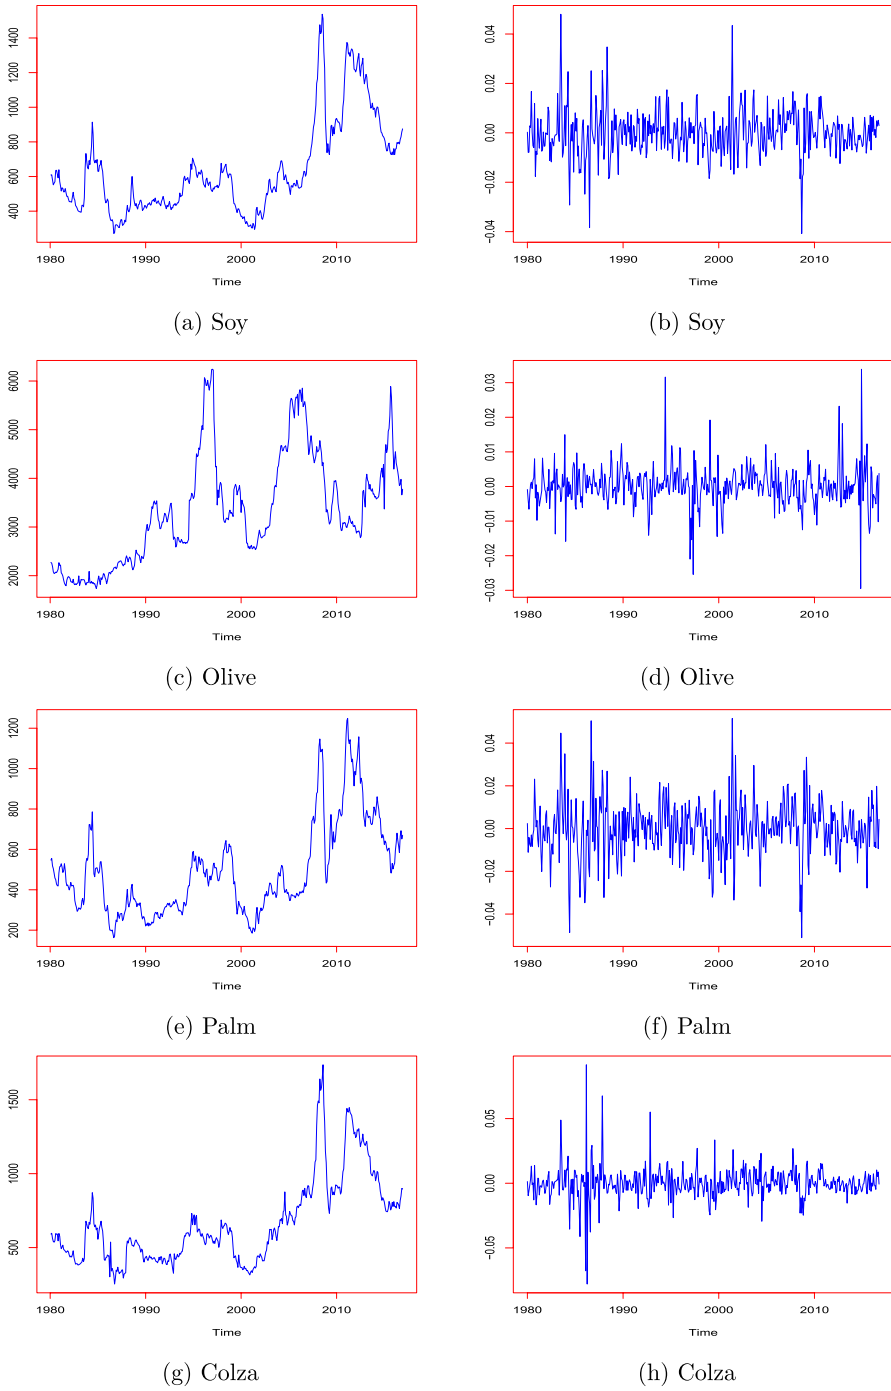 1400
1200
1000
800
600
400
1980 1990 2000 2010
Time
(a) Soy
0.04
0.02
0.00
−0.02
−0.04
1980 1990 2000 2010
Time
(b) Soy
6000
5000
4000
3000
2000
1980 1990 2000 2010
Time
(c) Olive
0.03
0.02
0.01
0.00
−0.01
−0.02
−0.03
1980 1990 2000 2010
Time
(d) Olive
1200
1000
800
600
400
200
1980 1990 2000 2010
Time
(e) Palm
0.04
0.02
0.00
−0.02
−0.04
1980 1990 2000 2010
Time
(f) Palm
1500
1000
500
1980 1990 2000 2010
Time
(g) Colza
0.05
0.00
−0.05
1980 1990 2000 2010
Time
(h) Colza